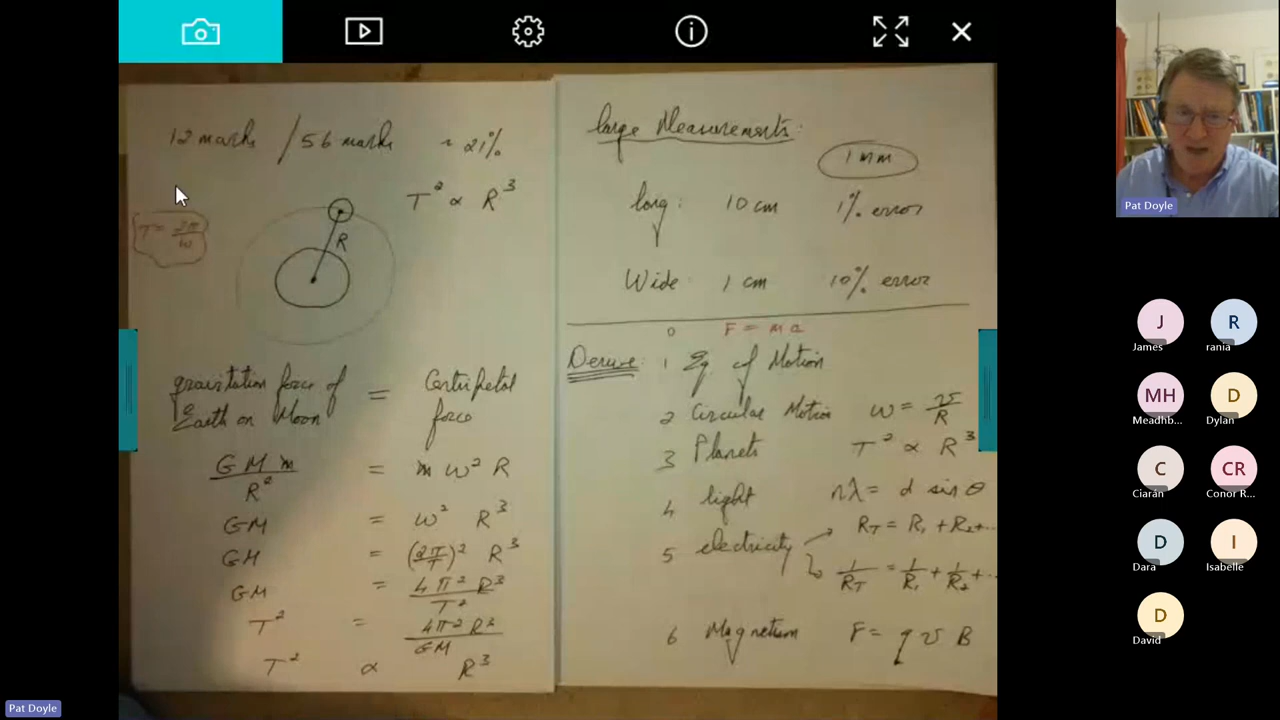 12 marks / 56 marks ~ 21%
T² ∝ R³
T = 2π/ω
R
gravitation force of Earth on Moon = Centripetal force
GMm/R² = mω²R
GM = ω² R³
GM = (2π/T)² R³
GM = 4π²R³/T²
T² = 4π²R³/GM
T² ∝ R³
large Measurements:
1 mm
long: 10 cm 1% error
Wide: 1 cm 10% error
0 F = ma
Derive: 1 Eq of Motion
2 Circular Motion ω = v/R
3 Planets T² ∝ R³
4 light nλ = d sin θ
5 electricity R_T = R₁ + R₂ + ..
1/R_T = 1/R₁ + 1/R₂ + ..
6 Magnetism F = qvB
Pat Doyle
J
James
R
rania
MH
Meadhb...
D
Dylan
C
Ciarán
CR
Conor R...
D
Dara
I
Isabelle
D
David
Pat Doyle